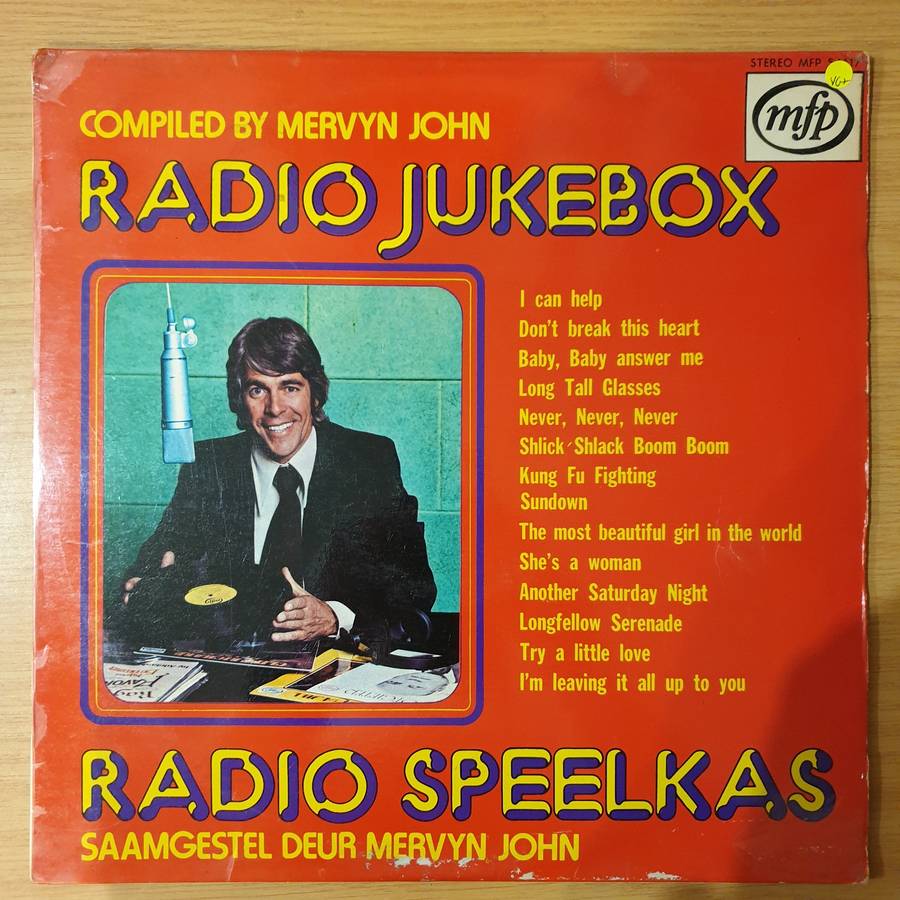 STEREO MFP
VG+
mfp
COMPILED BY MERVYN JOHN
RADIO JUKEBOX
I can help
Don't break this heart
Baby, Baby answer me
Long Tall Glasses
Never, Never, Never
Shlick-Shlack Boom Boom
Kung Fu Fighting
Sundown
The most beautiful girl in the world
She's a woman
Another Saturday Night
Longfellow Serenade
Try a little love
I'm leaving it all up to you
RADIO SPEELKAS
SAAMGESTEL DEUR MERVYN JOHN